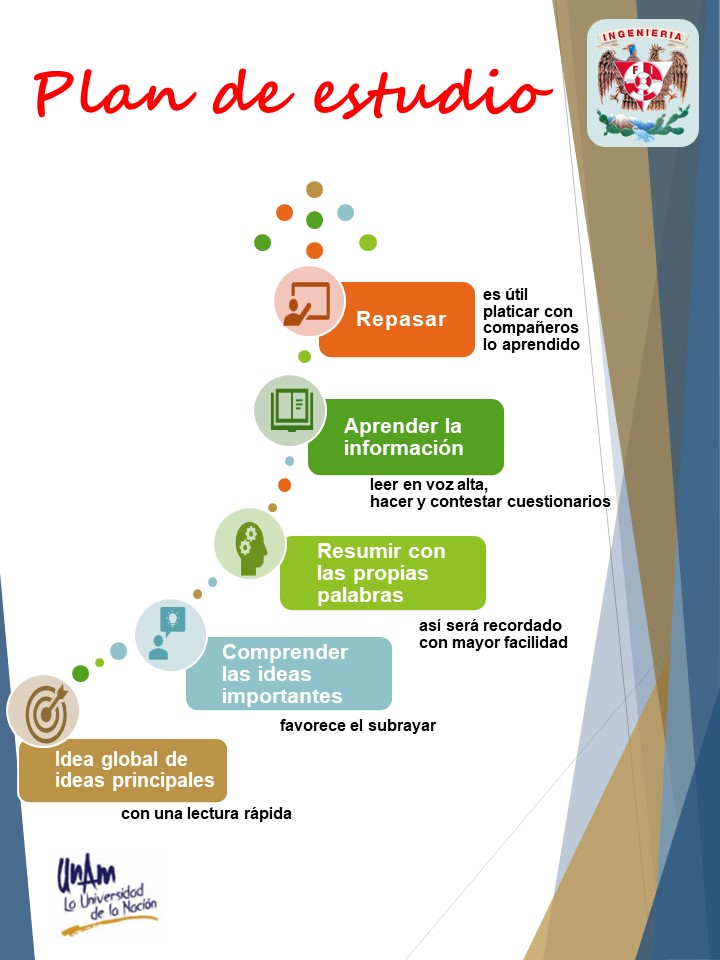 Plan de estudio
INGENIERIA
F I
Repasar
es útil
platicar con
compañeros
lo aprendido
Aprender la
información
leer en voz alta,
hacer y contestar cuestionarios
Resumir con
las propias
palabras
así será recordado
con mayor facilidad
Comprender
las ideas
importantes
favorece el subrayar
Idea global de
ideas principales
con una lectura rápida
UnAm
La Universidad
de la Nación